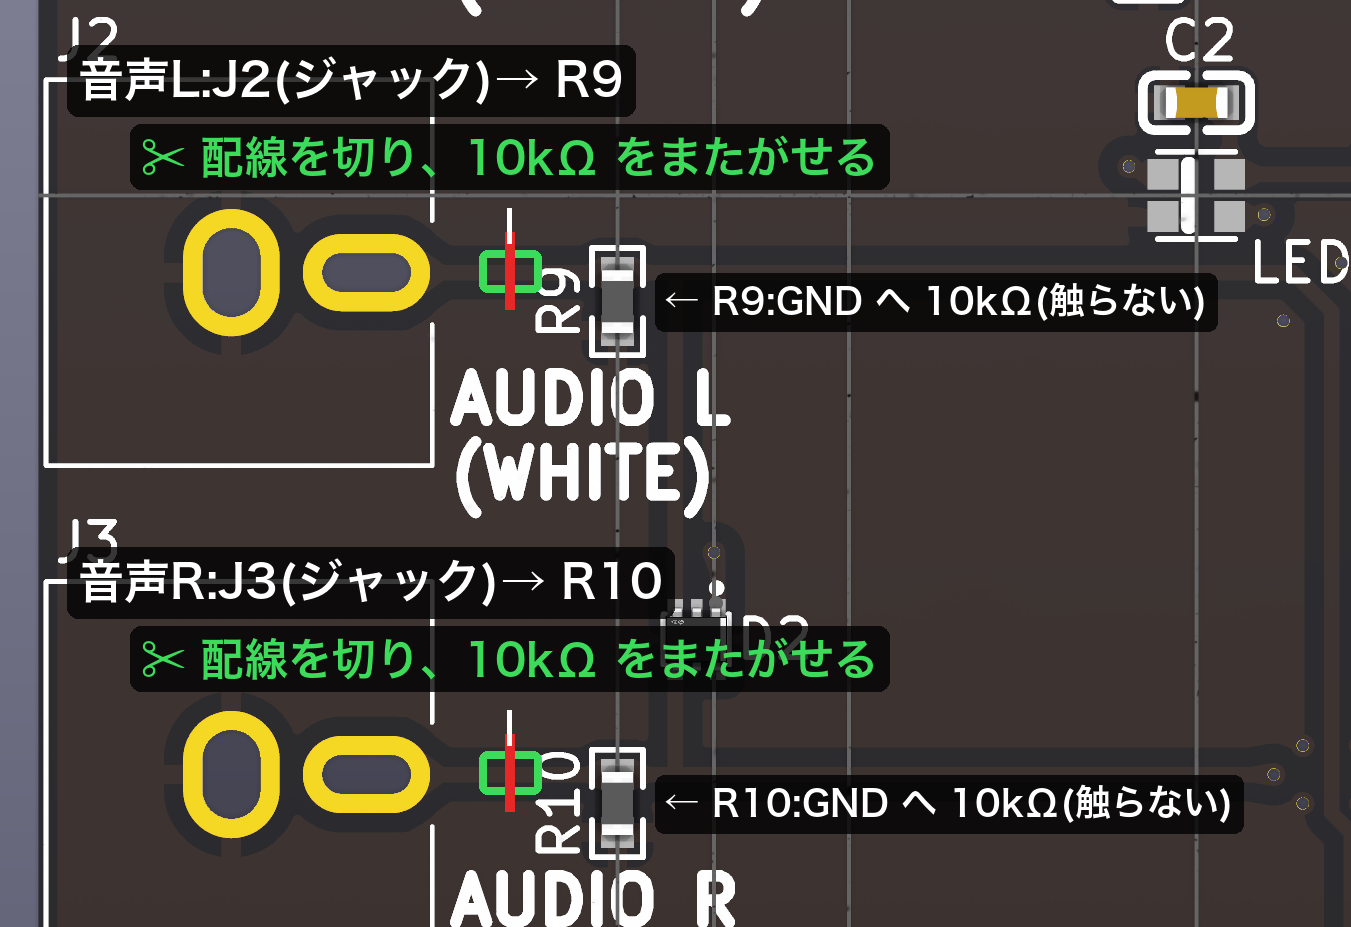 J2
音声L:J2(ジャック)→ R9
✂ 配線を切り、10kΩ をまたがせる
C2
LED
R9
← R9:GND へ 10kΩ(触らない)
AUDIO L
(WHITE)
J3
音声R:J3(ジャック)→ R10
D2
✂ 配線を切り、10kΩ をまたがせる
R10
← R10:GND へ 10kΩ(触らない)
AUDIO R